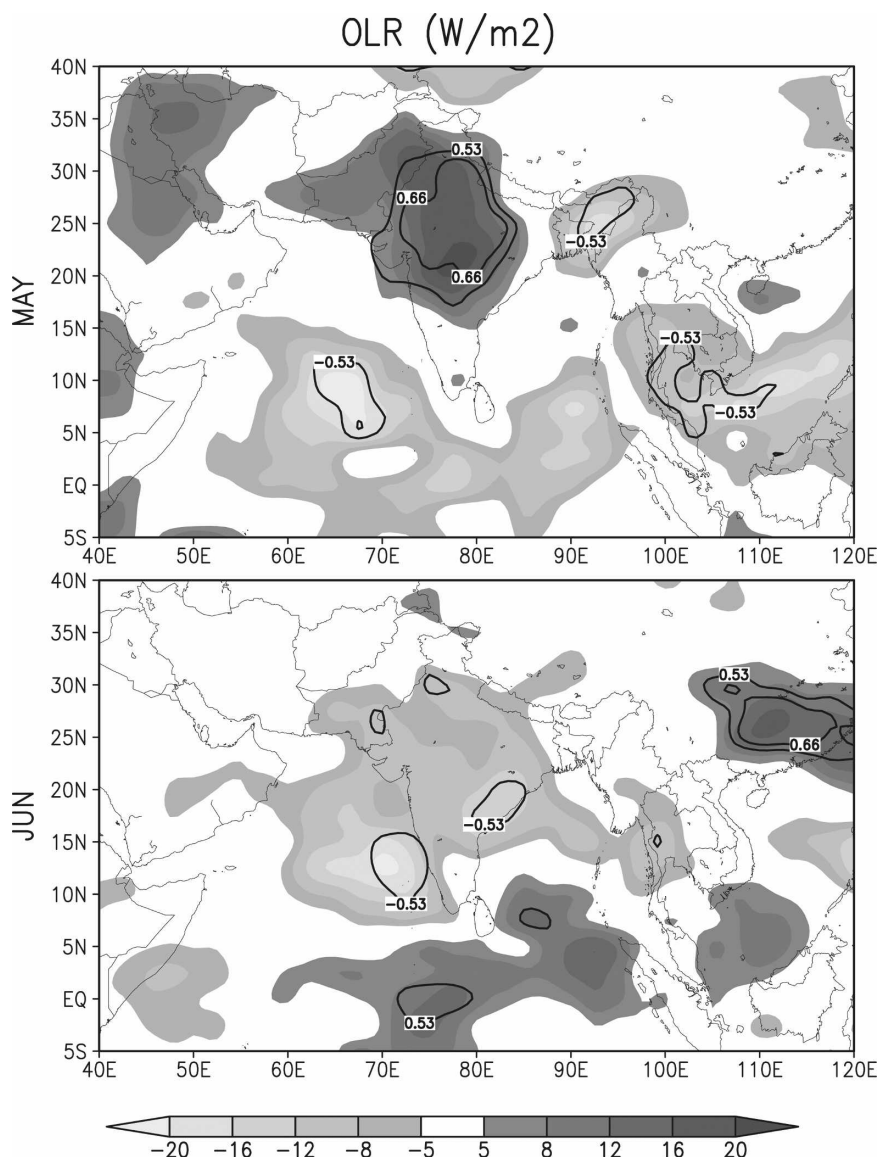 OLR (W/m2)
MAY
40N
35N
30N
25N
20N
15N
10N
5N
EQ
5S
0.53
0.66
-0.53
0.66
-0.53
-0.53
-0.53
40E 50E 60E 70E 80E 90E 100E 110E 120E
JUN
40N
35N
30N
25N
20N
15N
10N
5N
EQ
5S
0.53
0.66
-0.53
-0.53
0.53
40E 50E 60E 70E 80E 90E 100E 110E 120E
-20 -16 -12 -8 -5 5 8 12 16 20